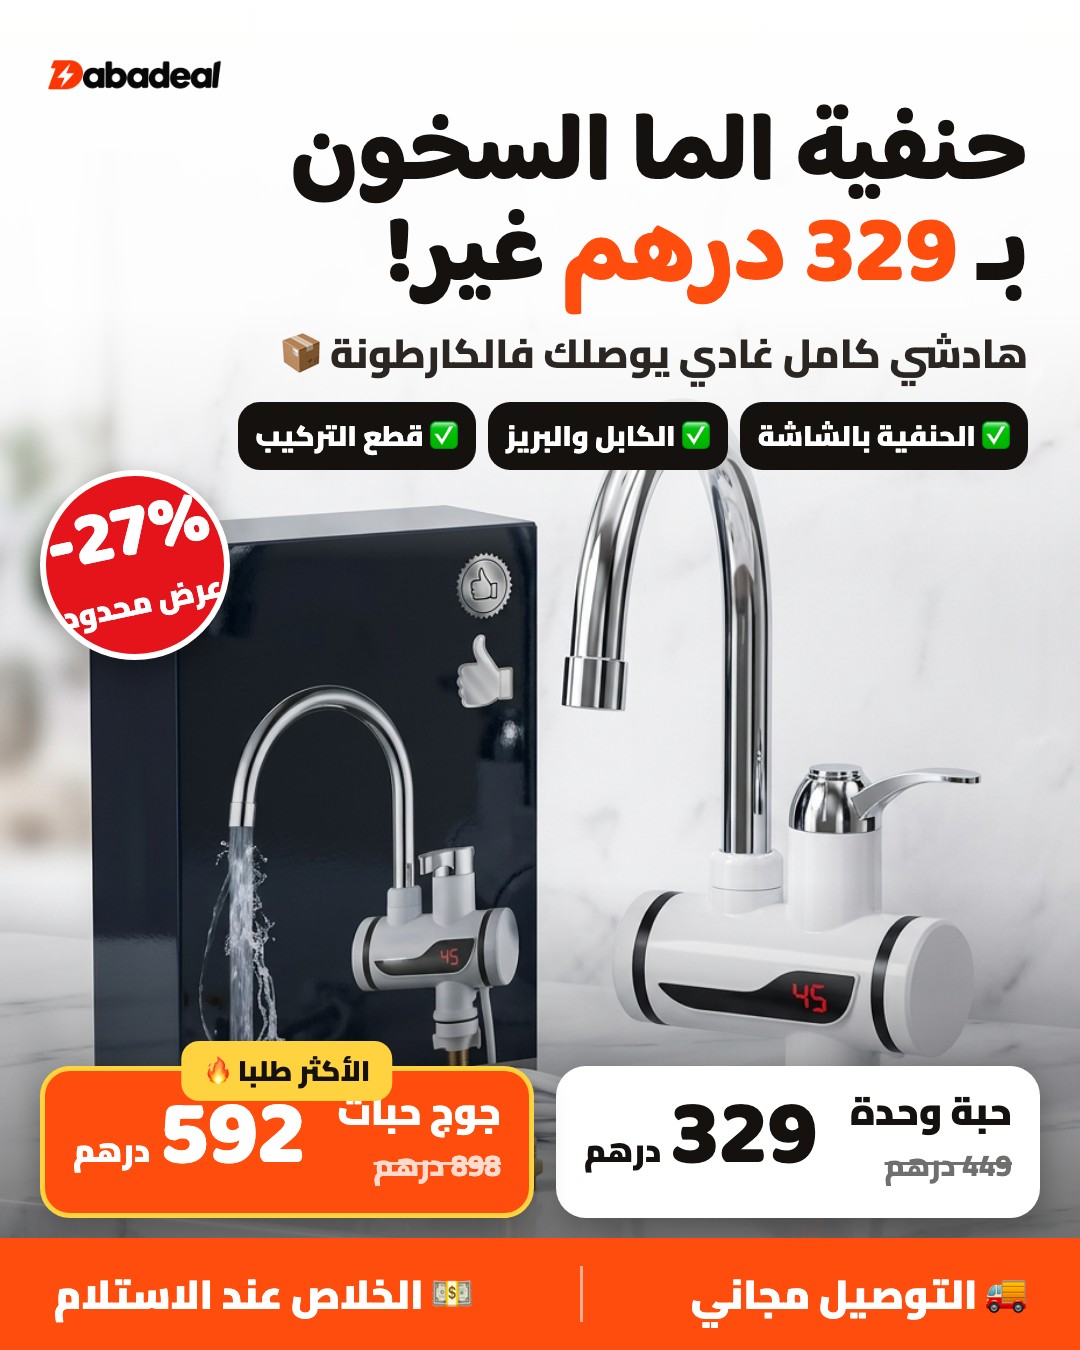 Dabadeal
حنفية الما السخون
بـ 329 درهم غير!
هادشي كامل غادي يوصلك فالكارطونة 📦
✅ الحنفية بالشاشة
✅ الكابل والبريز
✅ قطع التركيب
-27%
عرض محدود
45
45
حبة وحدة
449 درهم
329 درهم
الأكثر طلبا 🔥
جوج حبات
898 درهم
592 درهم
🚚 التوصيل مجاني
💵 الخلاص عند الاستلام